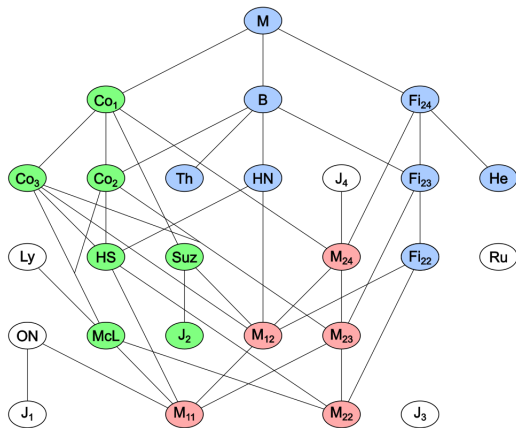 M
Co₁ B Fi₂₄
Co₃ Co₂ Th HN J₄ Fi₂₃ He
Ly HS Suz M₂₄ Fi₂₂ Ru
ON McL J₂ M₁₂ M₂₃
J₁ M₁₁ M₂₂ J₃